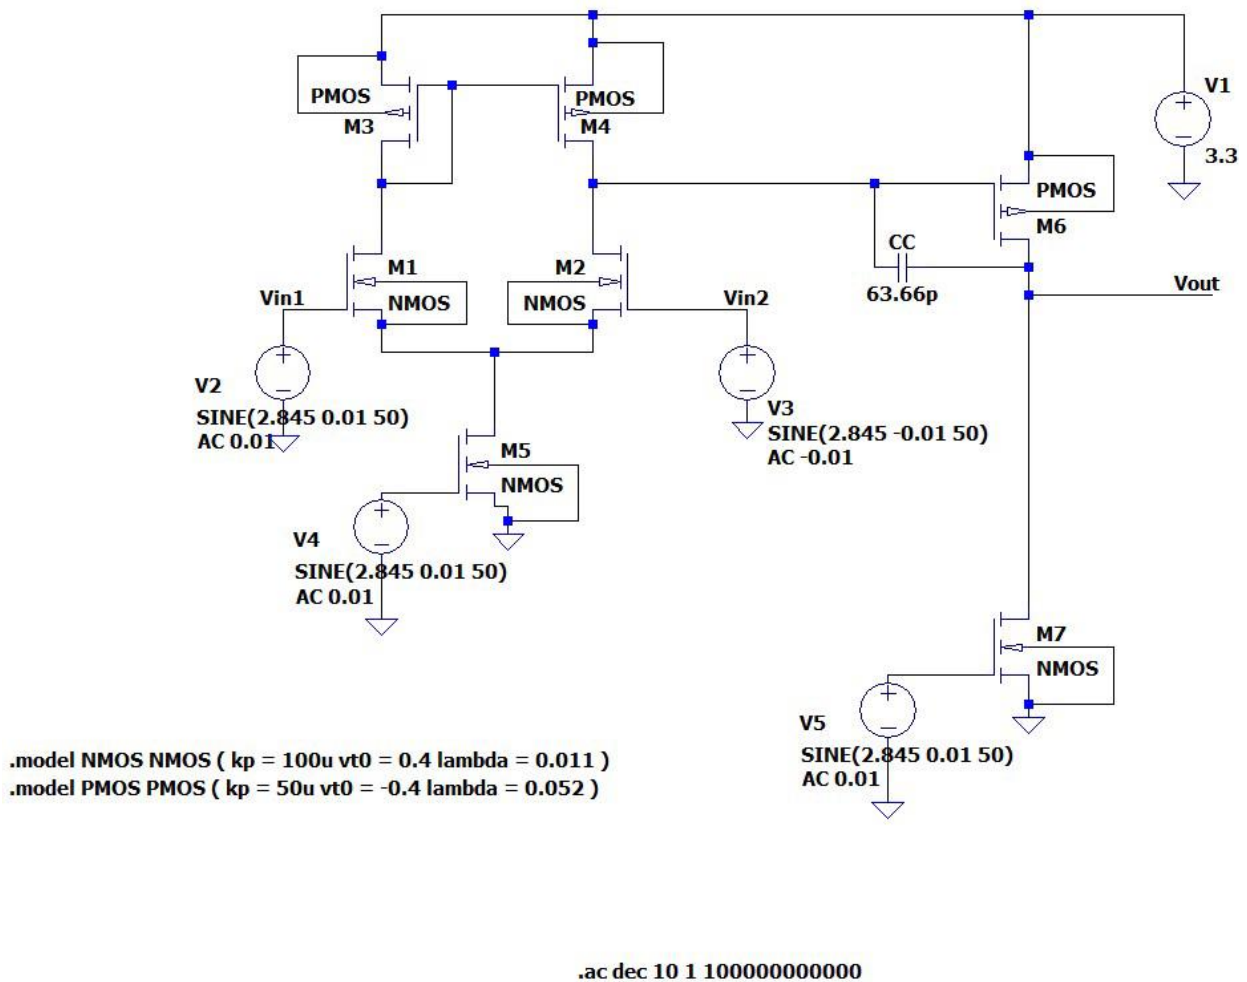 PMOS
M3
PMOS
M4
V1
3.3
PMOS
M6
CC
63.66p
Vout
M1
NMOS
M2
NMOS
Vin1
Vin2
V2
SINE(2.845 0.01 50)
AC 0.01
V3
SINE(2.845 -0.01 50)
AC -0.01
M5
NMOS
V4
SINE(2.845 0.01 50)
AC 0.01
M7
NMOS
V5
SINE(2.845 0.01 50)
AC 0.01
.model NMOS NMOS ( kp = 100u vt0 = 0.4 lambda = 0.011 )
.model PMOS PMOS ( kp = 50u vt0 = -0.4 lambda = 0.052 )
.ac dec 10 1 100000000000